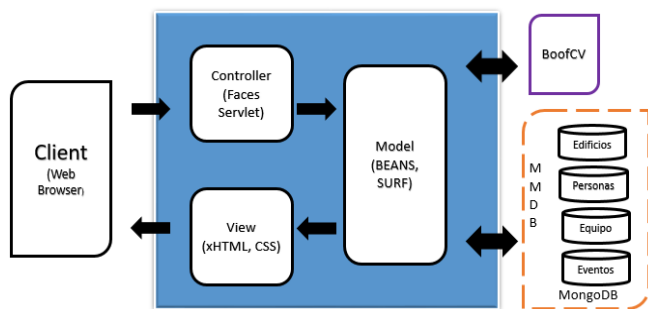 Client
(Web
Browser)
Controller
(Faces
Servlet)
View
(xHTML, CSS)
Model
(BEANS,
SURF)
BoofCV
M
M
D
B
Edificios
Personas
Equipo
Eventos
MongoDB